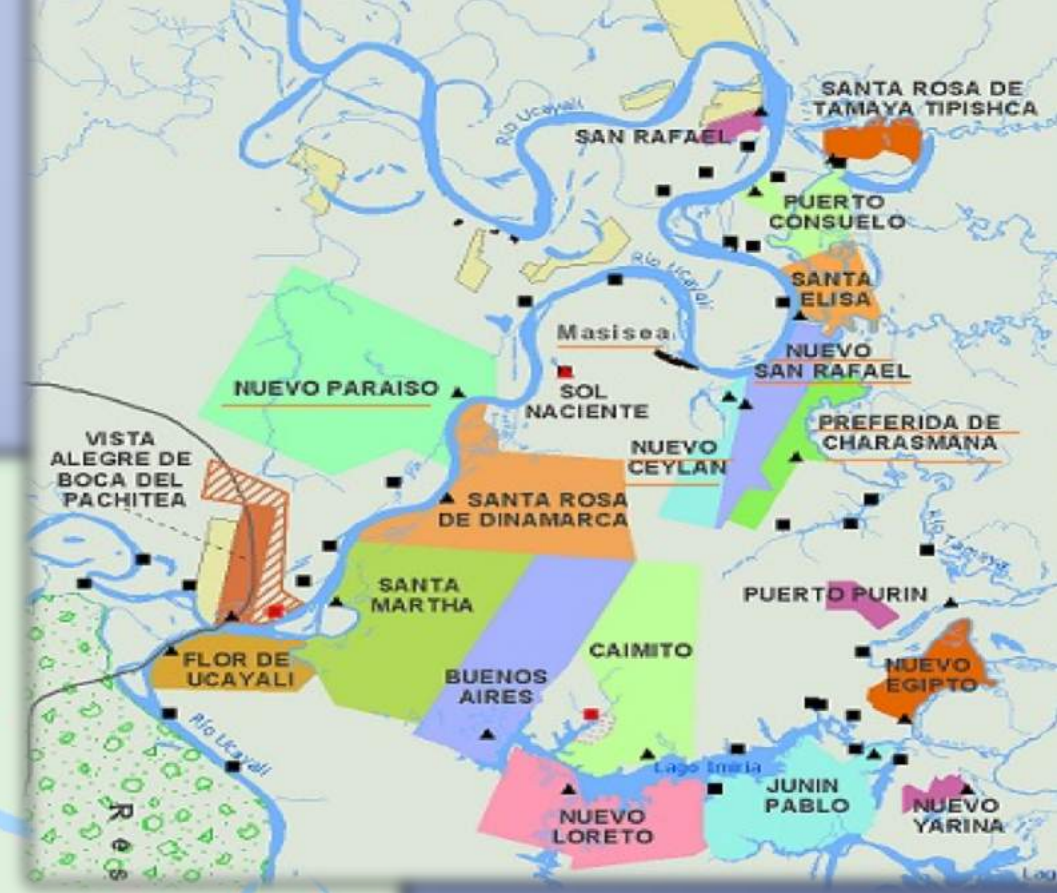 SANTA ROSA DE
TAMAYA TIPISHCA
Río Ucayali
SAN RAFAEL
PUERTO
CONSUELO
Río Ucayali
SANTA
ELISA
Masisea
NUEVO
SAN RAFAEL
NUEVO PARAISO
SOL
NACIENTE
PREFERIDA DE
CHARASMANA
VISTA
ALEGRE DE
BOCA DEL
PACHITEA
NUEVO
CEYLAN
Río
SANTA ROSA
DE DINAMARCA
Río Tamaya
SANTA
MARTHA
PUERTO PURIN
CAIMITO
FLOR DE
UCAYALI
BUENOS
AIRES
NUEVO
EGIPTO
Río Ucayali
Lago Imiria
JUNIN
PABLO
NUEVO
LORETO
NUEVO
YARINA
Res
Lag